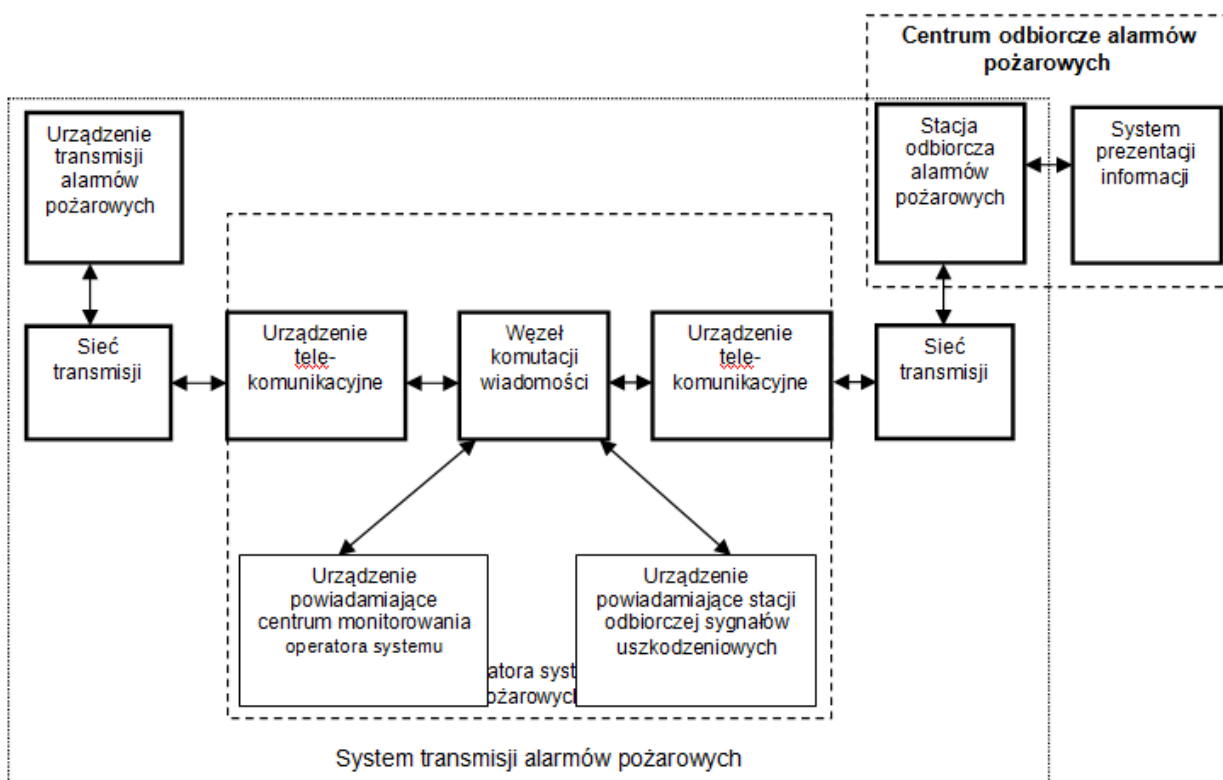 Centrum odbiorcze alarmów
pożarowych
Urządzenie
transmisji
alarmów
pożarowych
Stacja
odbiorcza
alarmów
pożarowych
System
prezentacji
informacji
Sieć
transmisji
Urządzenie
tele-
komunikacyjne
Węzeł
komutacji
wiadomości
Urządzenie
tele-
komunikacyjne
Sieć
transmisji
Urządzenie
powiadamiające
centrum monitorowania
operatora systemu
Urządzenie
powiadamiające stacji
odbiorczej sygnałów
uszkodzeniowych
System transmisji alarmów pożarowych